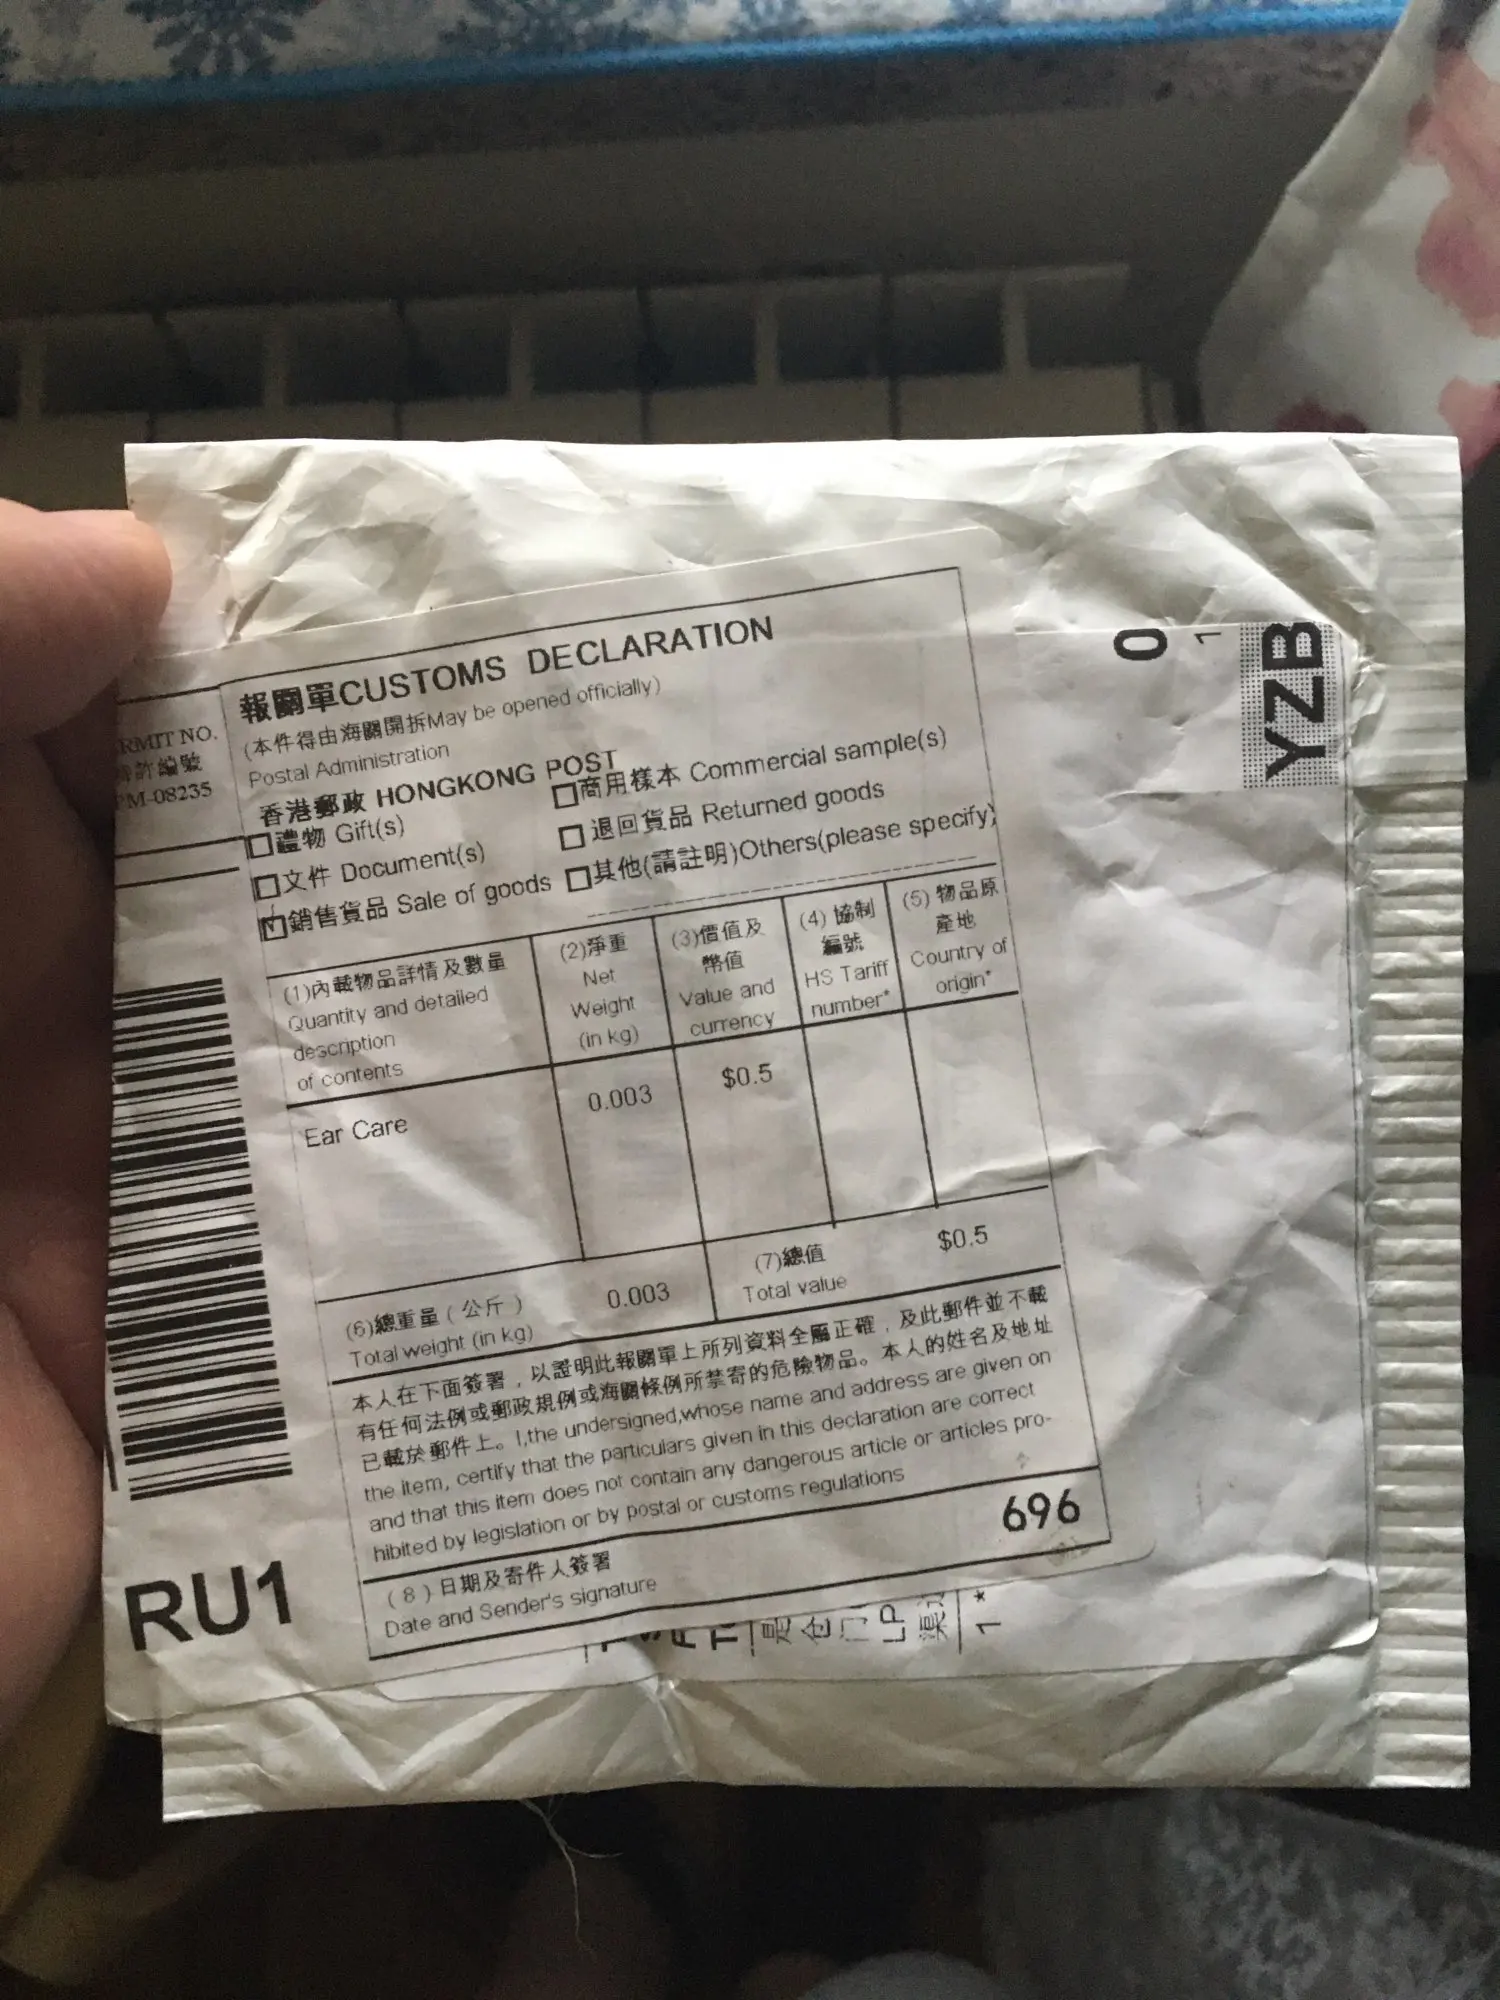 報關單CUSTOMS DECLARATION
(本件得由海關開拆May be opened officially)
Postal Administration
香港郵政 HONGKONG POST
□禮物 Gift(s)
□商用樣本 Commercial sample(s)
□文件 Document(s)
□退回貨品 Returned goods
☑銷售貨品 Sale of goods
□其他(請註明)Others(please specify)
(1)內載物品詳情及數量
Quantity and detailed
description
of contents
(2)淨重
Net
Weight
(in kg)
(3)價值及
幣值
Value and
currency
(4) 協制
編號
HS Tariff
number*
(5) 物品原
產地
Country of
origin*
Ear Care
0.003
$0.5
(6)總重量(公斤)
Total weight (in kg)
0.003
(7)總值
Total value
$0.5
本人在下面簽署，以證明此報關單上所列資料全屬正確，及此郵件並不載
有任何法例或郵政規例或海關條例所禁寄的危險物品。本人的姓名及地址
已載於郵件上。I,the undersigned,whose name and address are given on
the item, certify that the particulars given in this declaration are correct
and that this item does not contain any dangerous article or articles pro-
hibited by legislation or by postal or customs regulations
696
(8)日期及寄件人簽署
Date and Sender's signature
RMIT NO.
許編號
PM-08235
RU1
0
1
YZB
仓
门
LP
渠
1 *